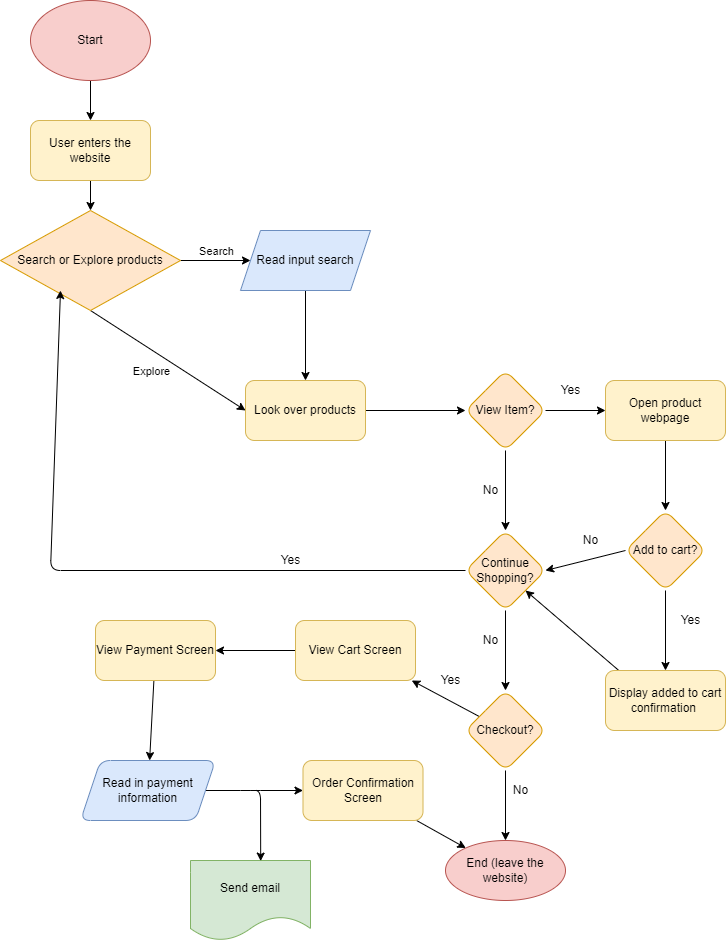 Start
User enters the
website
Search or Explore products
Search
Read input search
Explore
Look over products
View Item?
Yes
Open product
webpage
No
No
Add to cart?
Continue
Shopping?
Yes
Yes
No
Display added to cart
confirmation
View Payment Screen
View Cart Screen
Yes
Checkout?
Read in payment
information
Order Confirmation
Screen
No
End (leave the
website)
Send email